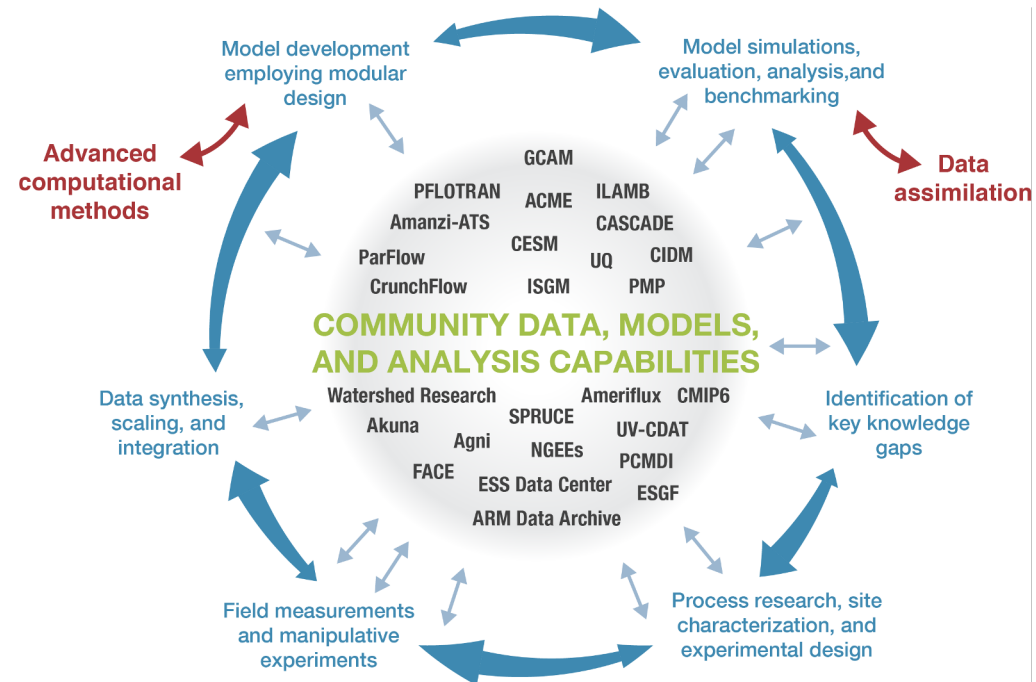 Model development
employing modular
design
Model simulations,
evaluation, analysis,and
benchmarking
Advanced
computational
methods
Data
assimilation
GCAM
PFLOTRAN
ACME
ILAMB
Amanzi-ATS
CASCADE
CESM
ParFlow
UQ
CIDM
CrunchFlow
ISGM
PMP
COMMUNITY DATA, MODELS,
AND ANALYSIS CAPABILITIES
Watershed Research
Ameriflux
CMIP6
SPRUCE
Akuna
UV-CDAT
Agni
NGEEs
PCMDI
FACE
ESS Data Center
ESGF
ARM Data Archive
Data synthesis,
scaling, and
integration
Identification of
key knowledge
gaps
Field measurements
and manipulative
experiments
Process research, site
characterization, and
experimental design